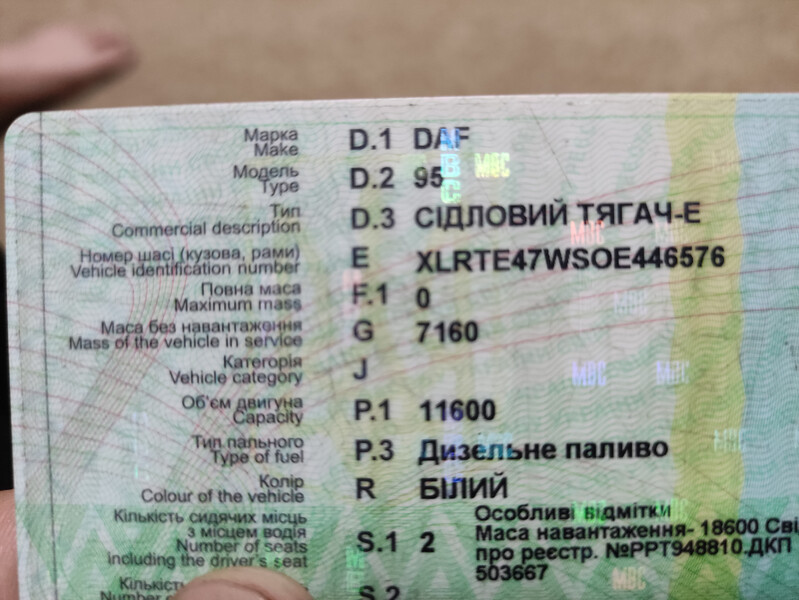 Марка
Make
D.1 DAF
Модель
Type
D.2 95
Тип
Commercial description
D.3 СІДЛОВИЙ ТЯГАЧ-Е
Номер шасі (кузова, рами)
Vehicle identification number
E XLRTE47WSOE446576
Повна маса
Maximum mass
F.1 0
Маса без навантаження
Mass of the vehicle in service
G 7160
Категорія
Vehicle category
J
Об'єм двигуна
Capacity
P.1 11600
Тип пального
Type of fuel
P.3 Дизельне паливо
Колір
Colour of the vehicle
R БІЛИЙ
Кількість сидячих місць
з місцем водія
Number of seats
including the driver's seat
S.1 2
Особливі відмітки
Маса навантаження- 18600 Сві
про реєстр. №РРТ948810.ДКП
503667
Кількість
Number of
S.2
МВС